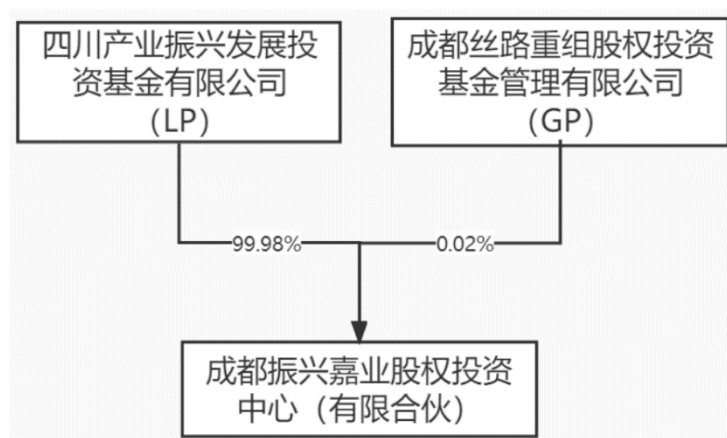 四川产业振兴发展投
资基金有限公司
（LP）
成都丝路重组股权投资
基金管理有限公司
（GP）
99.98%
0.02%
成都振兴嘉业股权投资
中心（有限合伙）